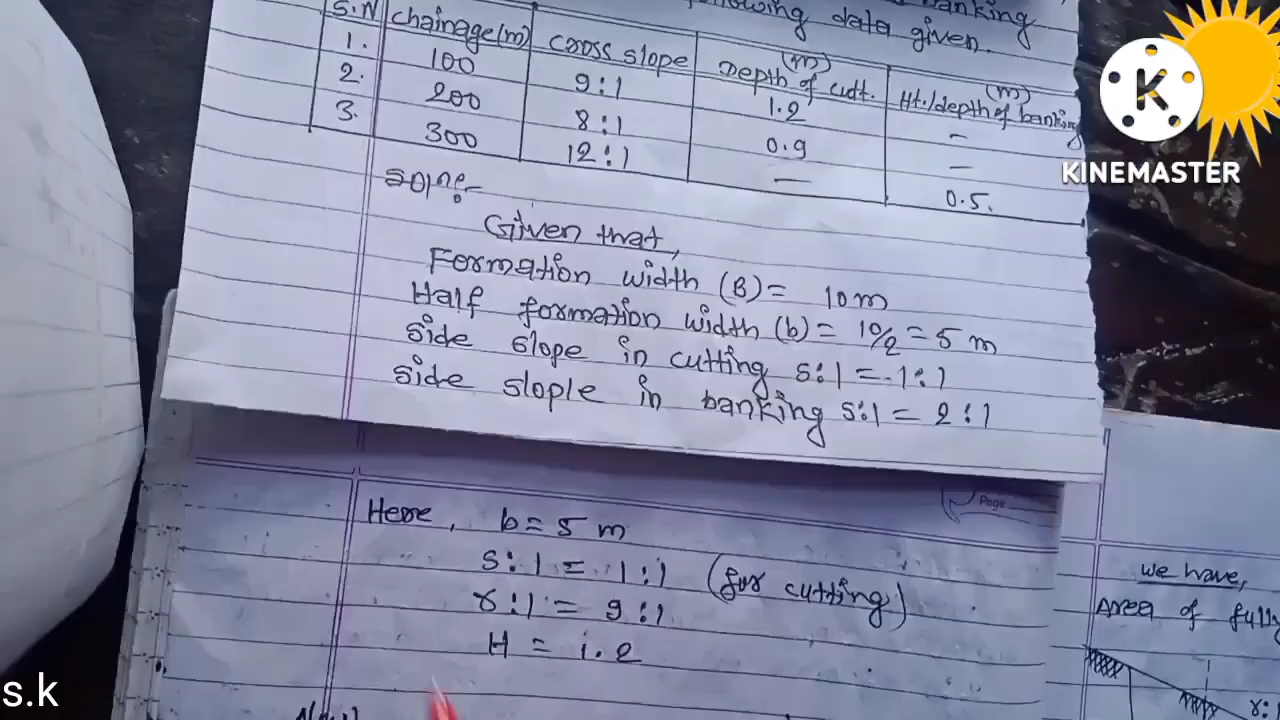 banking
following data given.
S.N chainage(m) cross slope Depth of cutt. (m) Ht./depth of banking (m)
1. 100 9:1 1.2 -
2. 200 8:1 0.9 -
3. 300 12:1 — 0.5.
Soln:-
Given that,
Formation width (B) = 10 m
Half formation width (b) = 10/2 = 5 m
side slope in cutting s:1 = 1:1
side slople in banking s:1 = 2:1
Page
Here, b = 5 m
s:1 = 1:1 (for cutting)
r:1 = 9:1
H = 1.2
we have,
Area of fully
r:
K
KINEMASTER
s.k